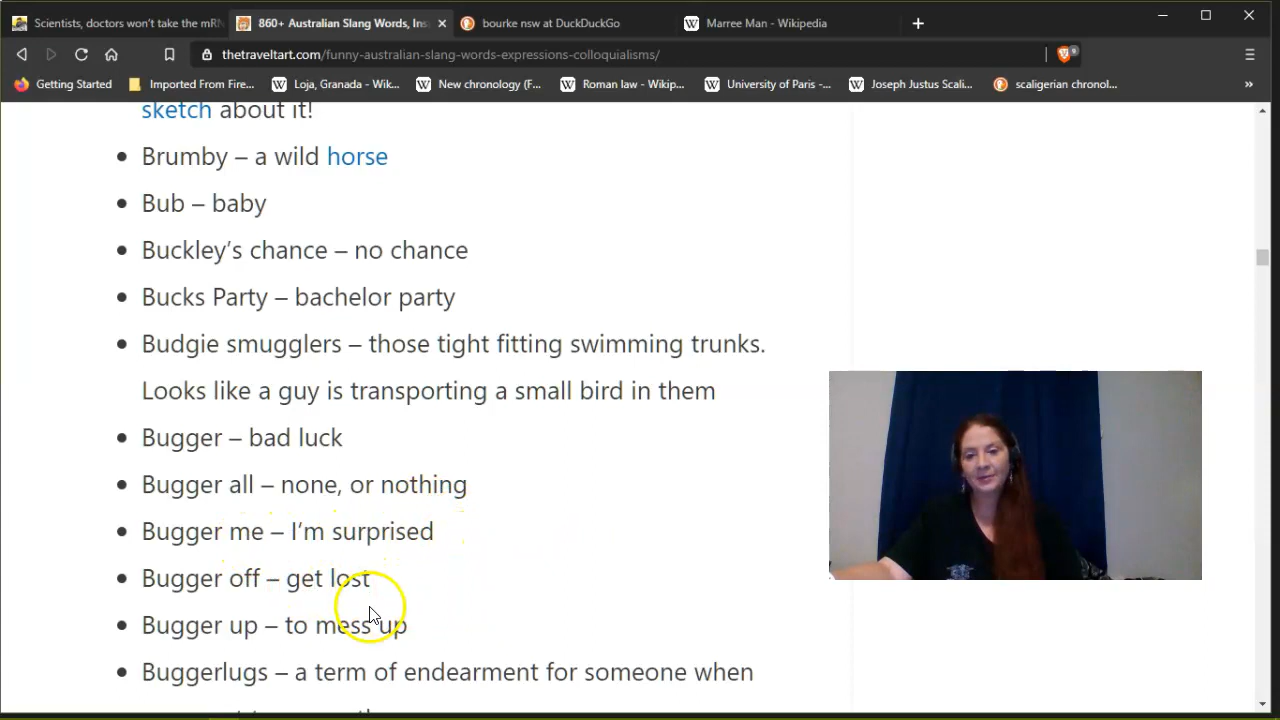 Scientists, doctors won't take the mRN
860+ Australian Slang Words, Ins
bourke nsw at DuckDuckGo
Marree Man - Wikipedia
thetraveltart.com/funny-australian-slang-words-expressions-colloquialisms/
Getting Started
Imported From Fire...
Loja, Granada - Wik...
New chronology (F...
Roman law - Wikip...
University of Paris -...
Joseph Justus Scali...
scaligerian chronol...
sketch about it!
• Brumby – a wild horse
• Bub – baby
• Buckley's chance – no chance
• Bucks Party – bachelor party
• Budgie smugglers – those tight fitting swimming trunks.
Looks like a guy is transporting a small bird in them
• Bugger – bad luck
• Bugger all – none, or nothing
• Bugger me – I'm surprised
• Bugger off – get lost
• Bugger up – to mess up
• Buggerlugs – a term of endearment for someone when